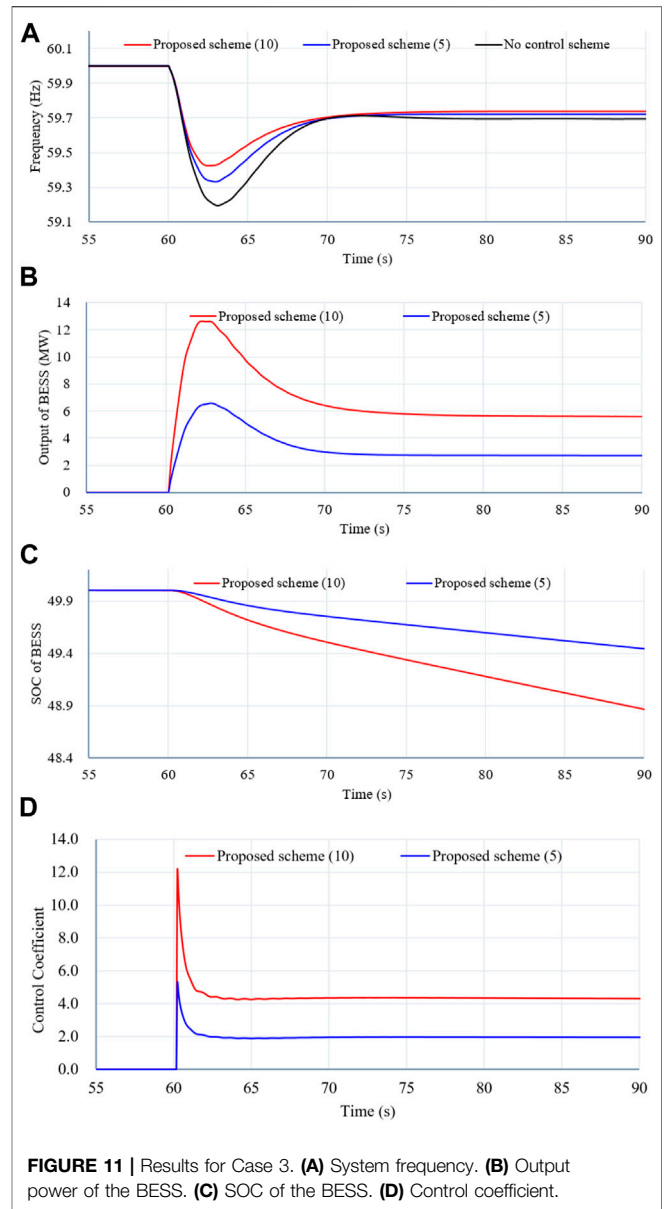 A
Proposed scheme (10) Proposed scheme (5) No control scheme
Frequency (Hz)
60.1
59.9
59.7
59.5
59.3
59.1
55 60 65 70 75 80 85 90
Time (s)
B
Proposed scheme (10) Proposed scheme (5)
Output of BESS (MW)
14
12
10
8
6
4
2
0
55 60 65 70 75 80 85 90
Time (s)
C
Proposed scheme (10) Proposed scheme (5)
SOC of BESS
49.9
49.4
48.9
48.4
55 60 65 70 75 80 85 90
Time (s)
D
Proposed scheme (10) Proposed scheme (5)
Control Coefficient
14.0
12.0
10.0
8.0
6.0
4.0
2.0
0.0
55 60 65 70 75 80 85 90
Time (s)
FIGURE 11 | Results for Case 3. (A) System frequency. (B) Output
power of the BESS. (C) SOC of the BESS. (D) Control coefficient.